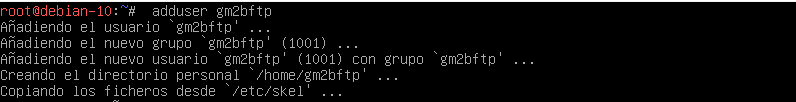 root@debian-10:~#  adduser gm2bftp
Añadiendo el usuario `gm2bftp' ...
Añadiendo el nuevo grupo `gm2bftp' (1001) ...
Añadiendo el nuevo usuario `gm2bftp' (1001) con grupo `gm2bftp' ...
Creando el directorio personal `/home/gm2bftp' ...
Copiando los ficheros desde `/etc/skel' ...